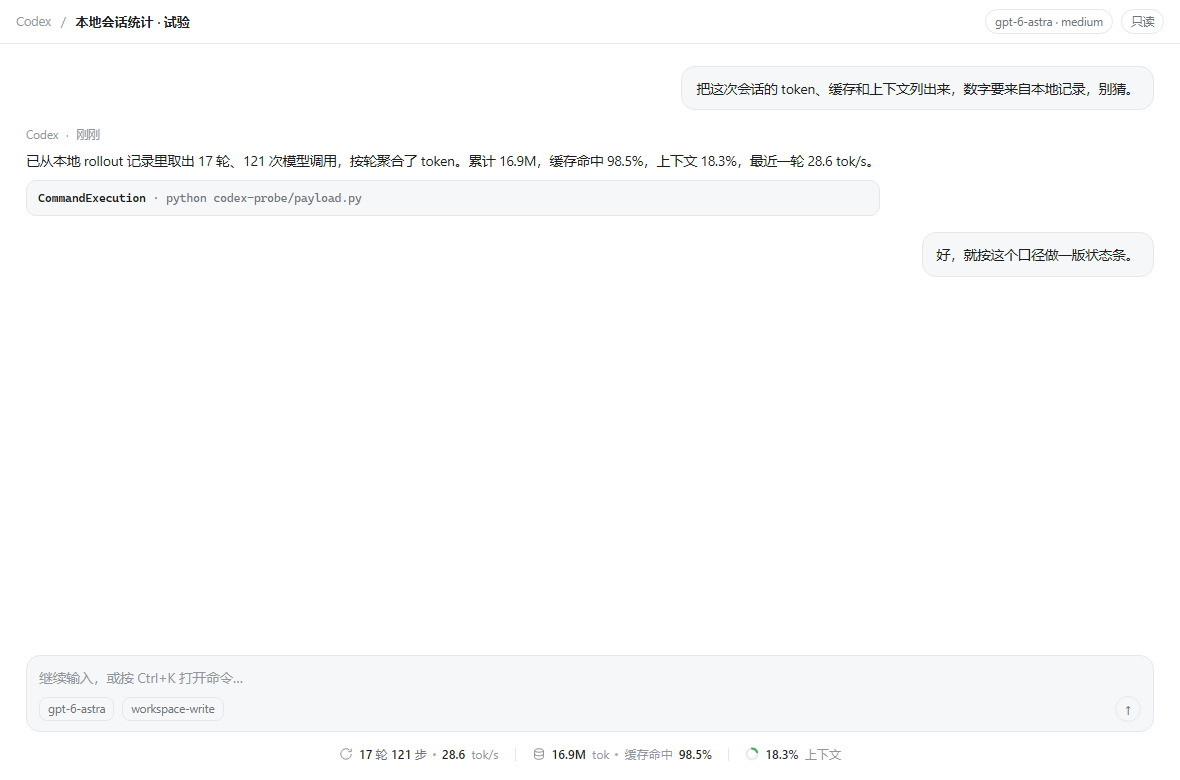 Codex / 本地会话统计 · 试验
gpt-6-astra · medium
只读
把这次会话的 token、缓存和上下文列出来，数字要来自本地记录，别猜。
Codex · 刚刚
已从本地 rollout 记录里取出 17 轮、121 次模型调用，按轮聚合了 token。累计 16.9M，缓存命中 98.5%，上下文 18.3%，最近一轮 28.6 tok/s。
CommandExecution · python codex-probe/payload.py
好，就按这个口径做一版状态条。
继续输入，或按 Ctrl+K 打开命令…
gpt-6-astra
workspace-write
↑
17 轮 121 步 · 28.6 tok/s
16.9M tok · 缓存命中 98.5%
18.3% 上下文